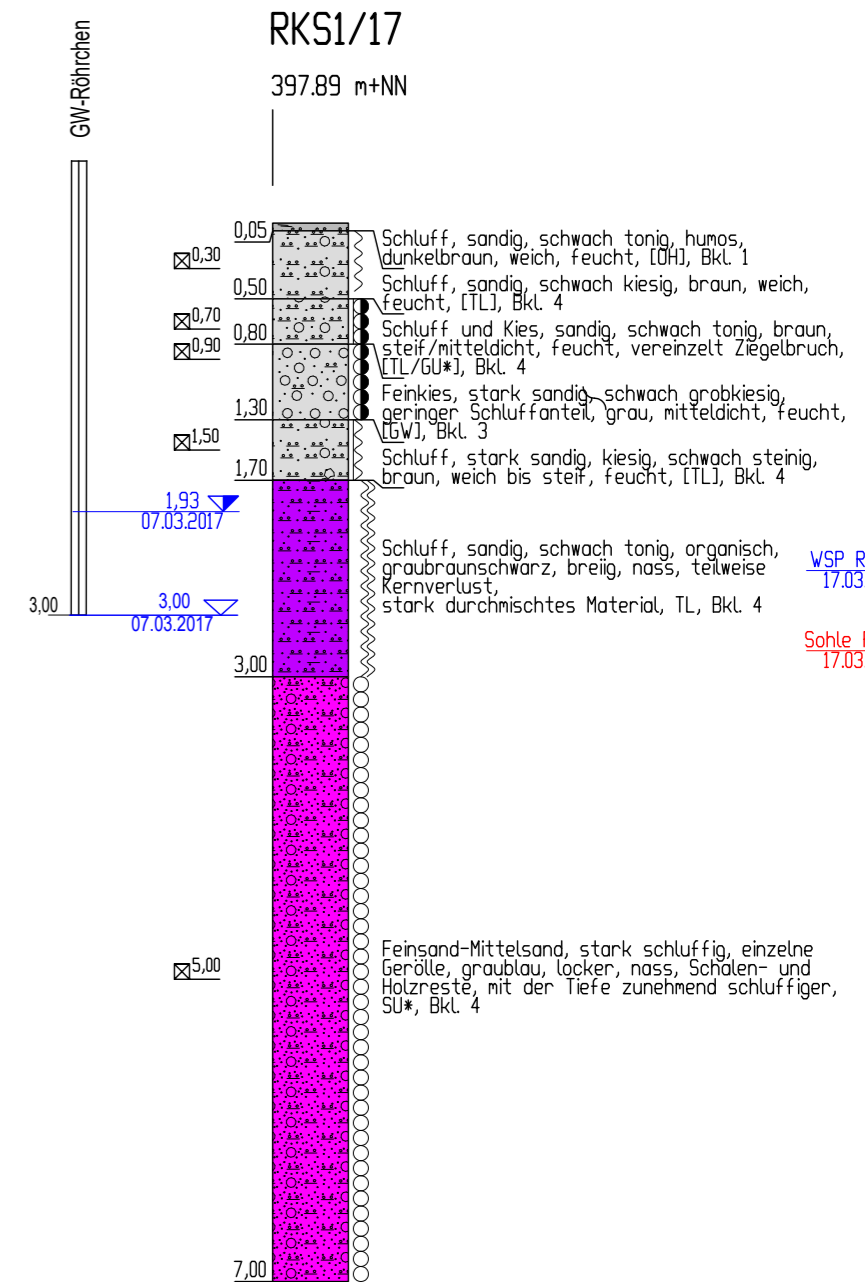 RKS1/17
397.89 m+NN
GW-Röhrchen
0,05
0,30
0,50
0,70
0,80
0,90
1,30
1,50
1,70
1,93
07.03.2017
3,00
3,00
07.03.2017
3,00
5,00
7,00
Schluff, sandig, schwach tonig, humos,
dunkelbraun, weich, feucht, [OH], Bkl. 1
Schluff, sandig, schwach kiesig, braun, weich,
feucht, [TL], Bkl. 4
Schluff und Kies, sandig, schwach tonig, braun,
steif/mitteldicht, feucht, vereinzelt Ziegelbruch,
[TL/GU*], Bkl. 4
Feinkies, stark sandig, schwach grobkiesig,
geringer Schluffanteil, grau, mitteldicht, feucht,
[GW], Bkl. 3
Schluff, stark sandig, kiesig, schwach steinig,
braun, weich bis steif, feucht, [TL], Bkl. 4
Schluff, sandig, schwach tonig, organisch,
graubraunschwarz, breiig, nass, teilweise
Kernverlust,
stark durchmischtes Material, TL, Bkl. 4
WSP R
17.03
Sohle
17.03
Feinsand-Mittelsand, stark schluffig, einzelne
Gerölle, graublau, locker, nass, Schalen- und
Holzreste, mit der Tiefe zunehmend schluffiger,
SU*, Bkl. 4